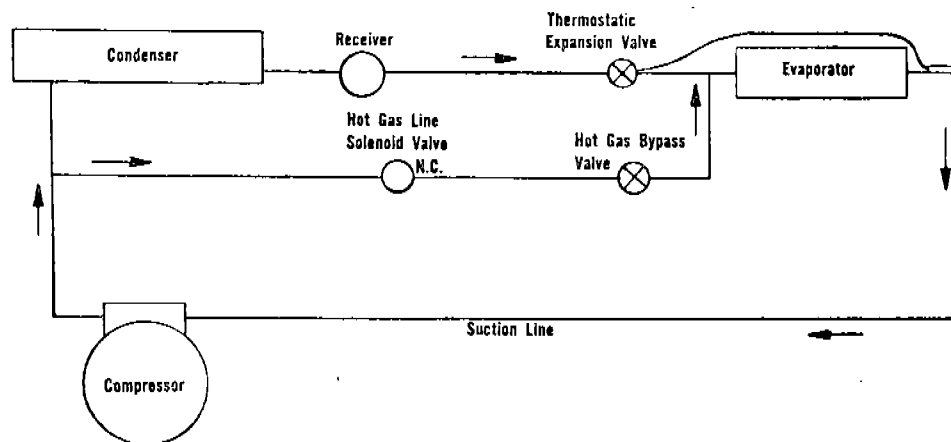 Thermostatic
Expansion Valve
Condenser
Receiver
Evaporator
Hot Gas Line
Solenoid Valve
N.C.
Hot Gas Bypass
Valve
Suction Line
Compressor